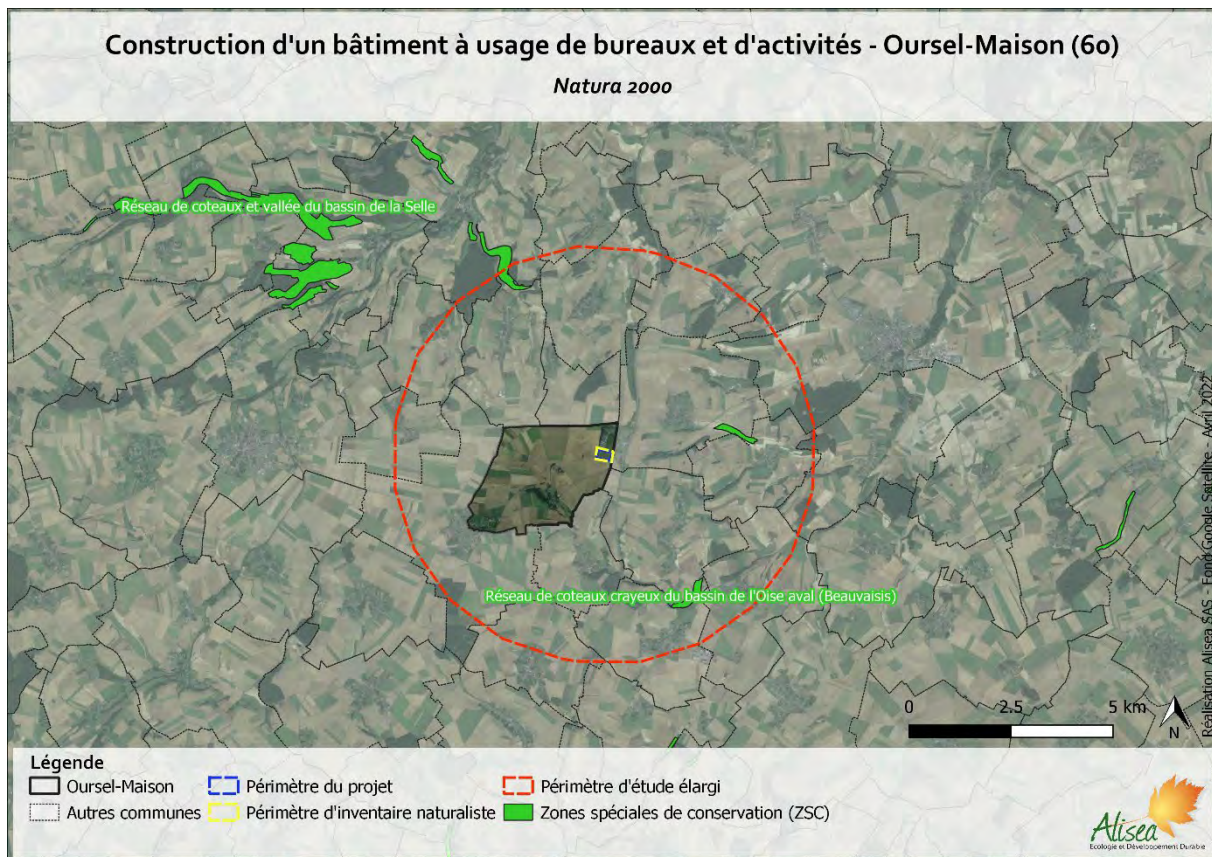 Construction d'un bâtiment à usage de bureaux et d'activités - Oursel-Maison (60)
Natura 2000
Réseau de coteaux et vallée du bassin de la Selle
Réseau de coteaux crayeux du bassin de l'Oise aval (Beauvaisis)
Réalisation Alisea SAS - Fond Google Satellite - Avril 2022
0 2.5 5 km
N
Légende
Oursel-Maison
Périmètre du projet
Périmètre d'étude élargi
Autres communes
Périmètre d'inventaire naturaliste
Zones spéciales de conservation (ZSC)
Alisea
Ecologie et Développement Durable